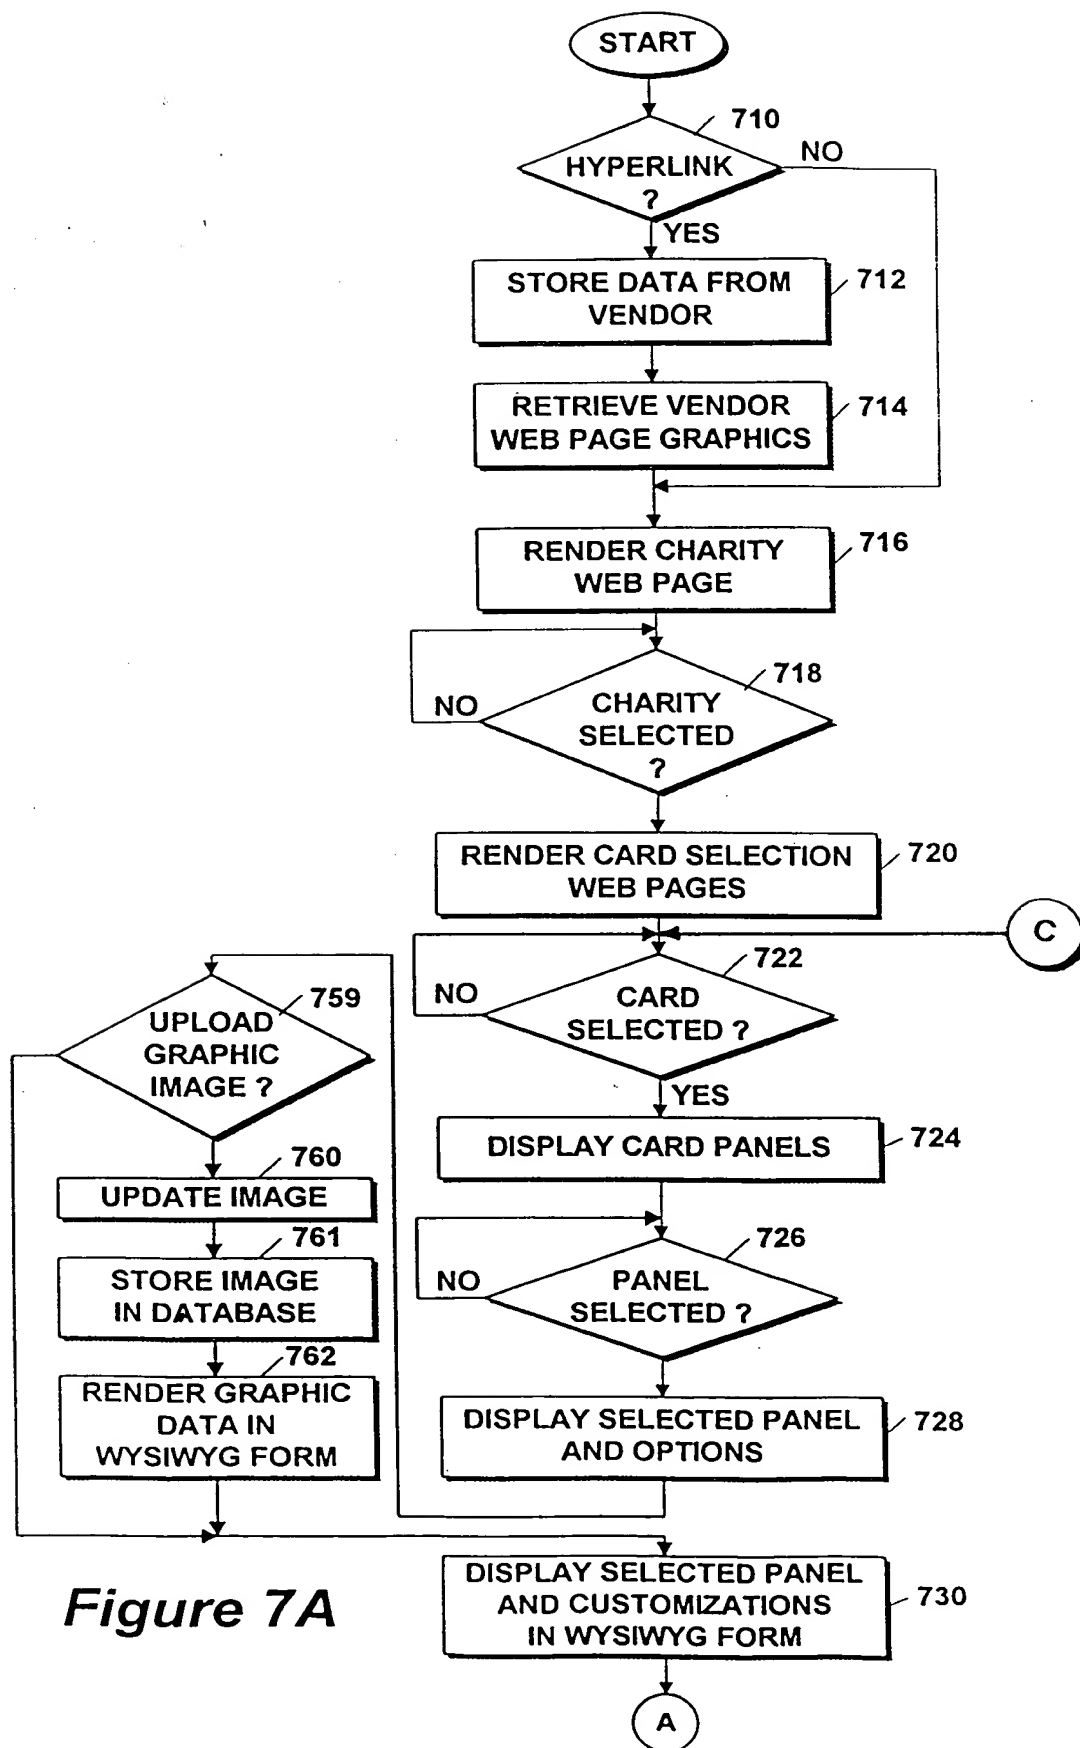 START
710
HYPERLINK
?
NO
YES
STORE DATA FROM
VENDOR
712
RETRIEVE VENDOR
WEB PAGE GRAPHICS
714
RENDER CHARITY
WEB PAGE
716
718
CHARITY
SELECTED
?
NO
RENDER CARD SELECTION
WEB PAGES
720
C
722
CARD
SELECTED ?
NO
YES
DISPLAY CARD PANELS
724
726
PANEL
SELECTED ?
NO
DISPLAY SELECTED PANEL
AND OPTIONS
728
759
UPLOAD
GRAPHIC
IMAGE ?
760
UPDATE IMAGE
761
STORE IMAGE
IN DATABASE
762
RENDER GRAPHIC
DATA IN
WYSIWYG FORM
DISPLAY SELECTED PANEL
AND CUSTOMIZATIONS
IN WYSIWYG FORM
730
A
Figure 7A